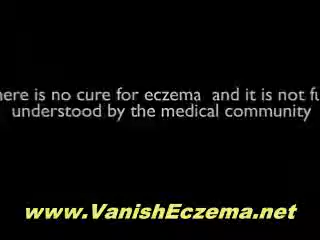 here is no cure for eczema and it is not fu
understood by the medical community
www.VanishEczema.net